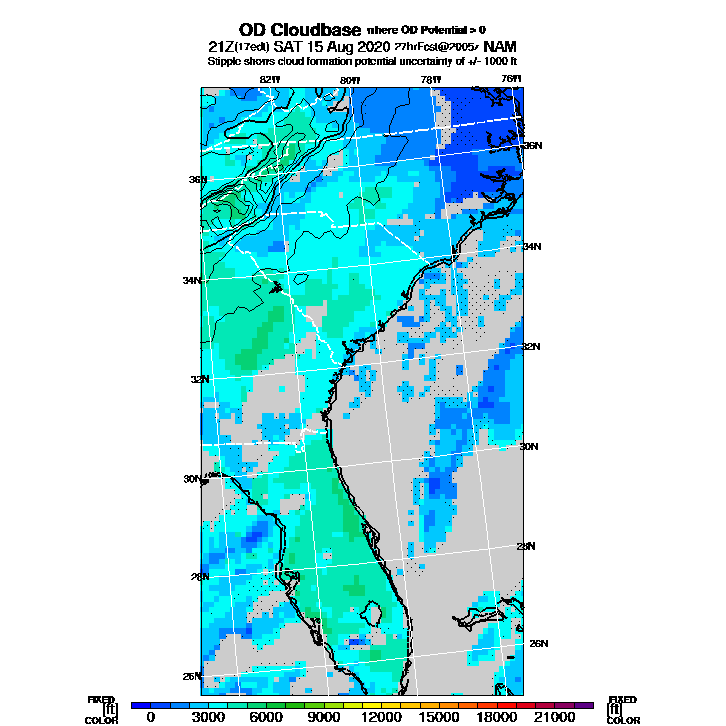 OD Cloudbase where OD Potential > 0
21Z(17edt) SAT 15 Aug 2020 27hrFcst@2005z NAM
Stipple shows cloud formation potential uncertainty of +/- 1000 ft
82W 80W 78W 76W
36N
36N
34N
34N
32N
32N
30N
30N
28N
28N
26N
26N
FIXED
[ft]
COLOR
0 3000 6000 9000 12000 15000 18000 21000
FIXED
[ft]
COLOR